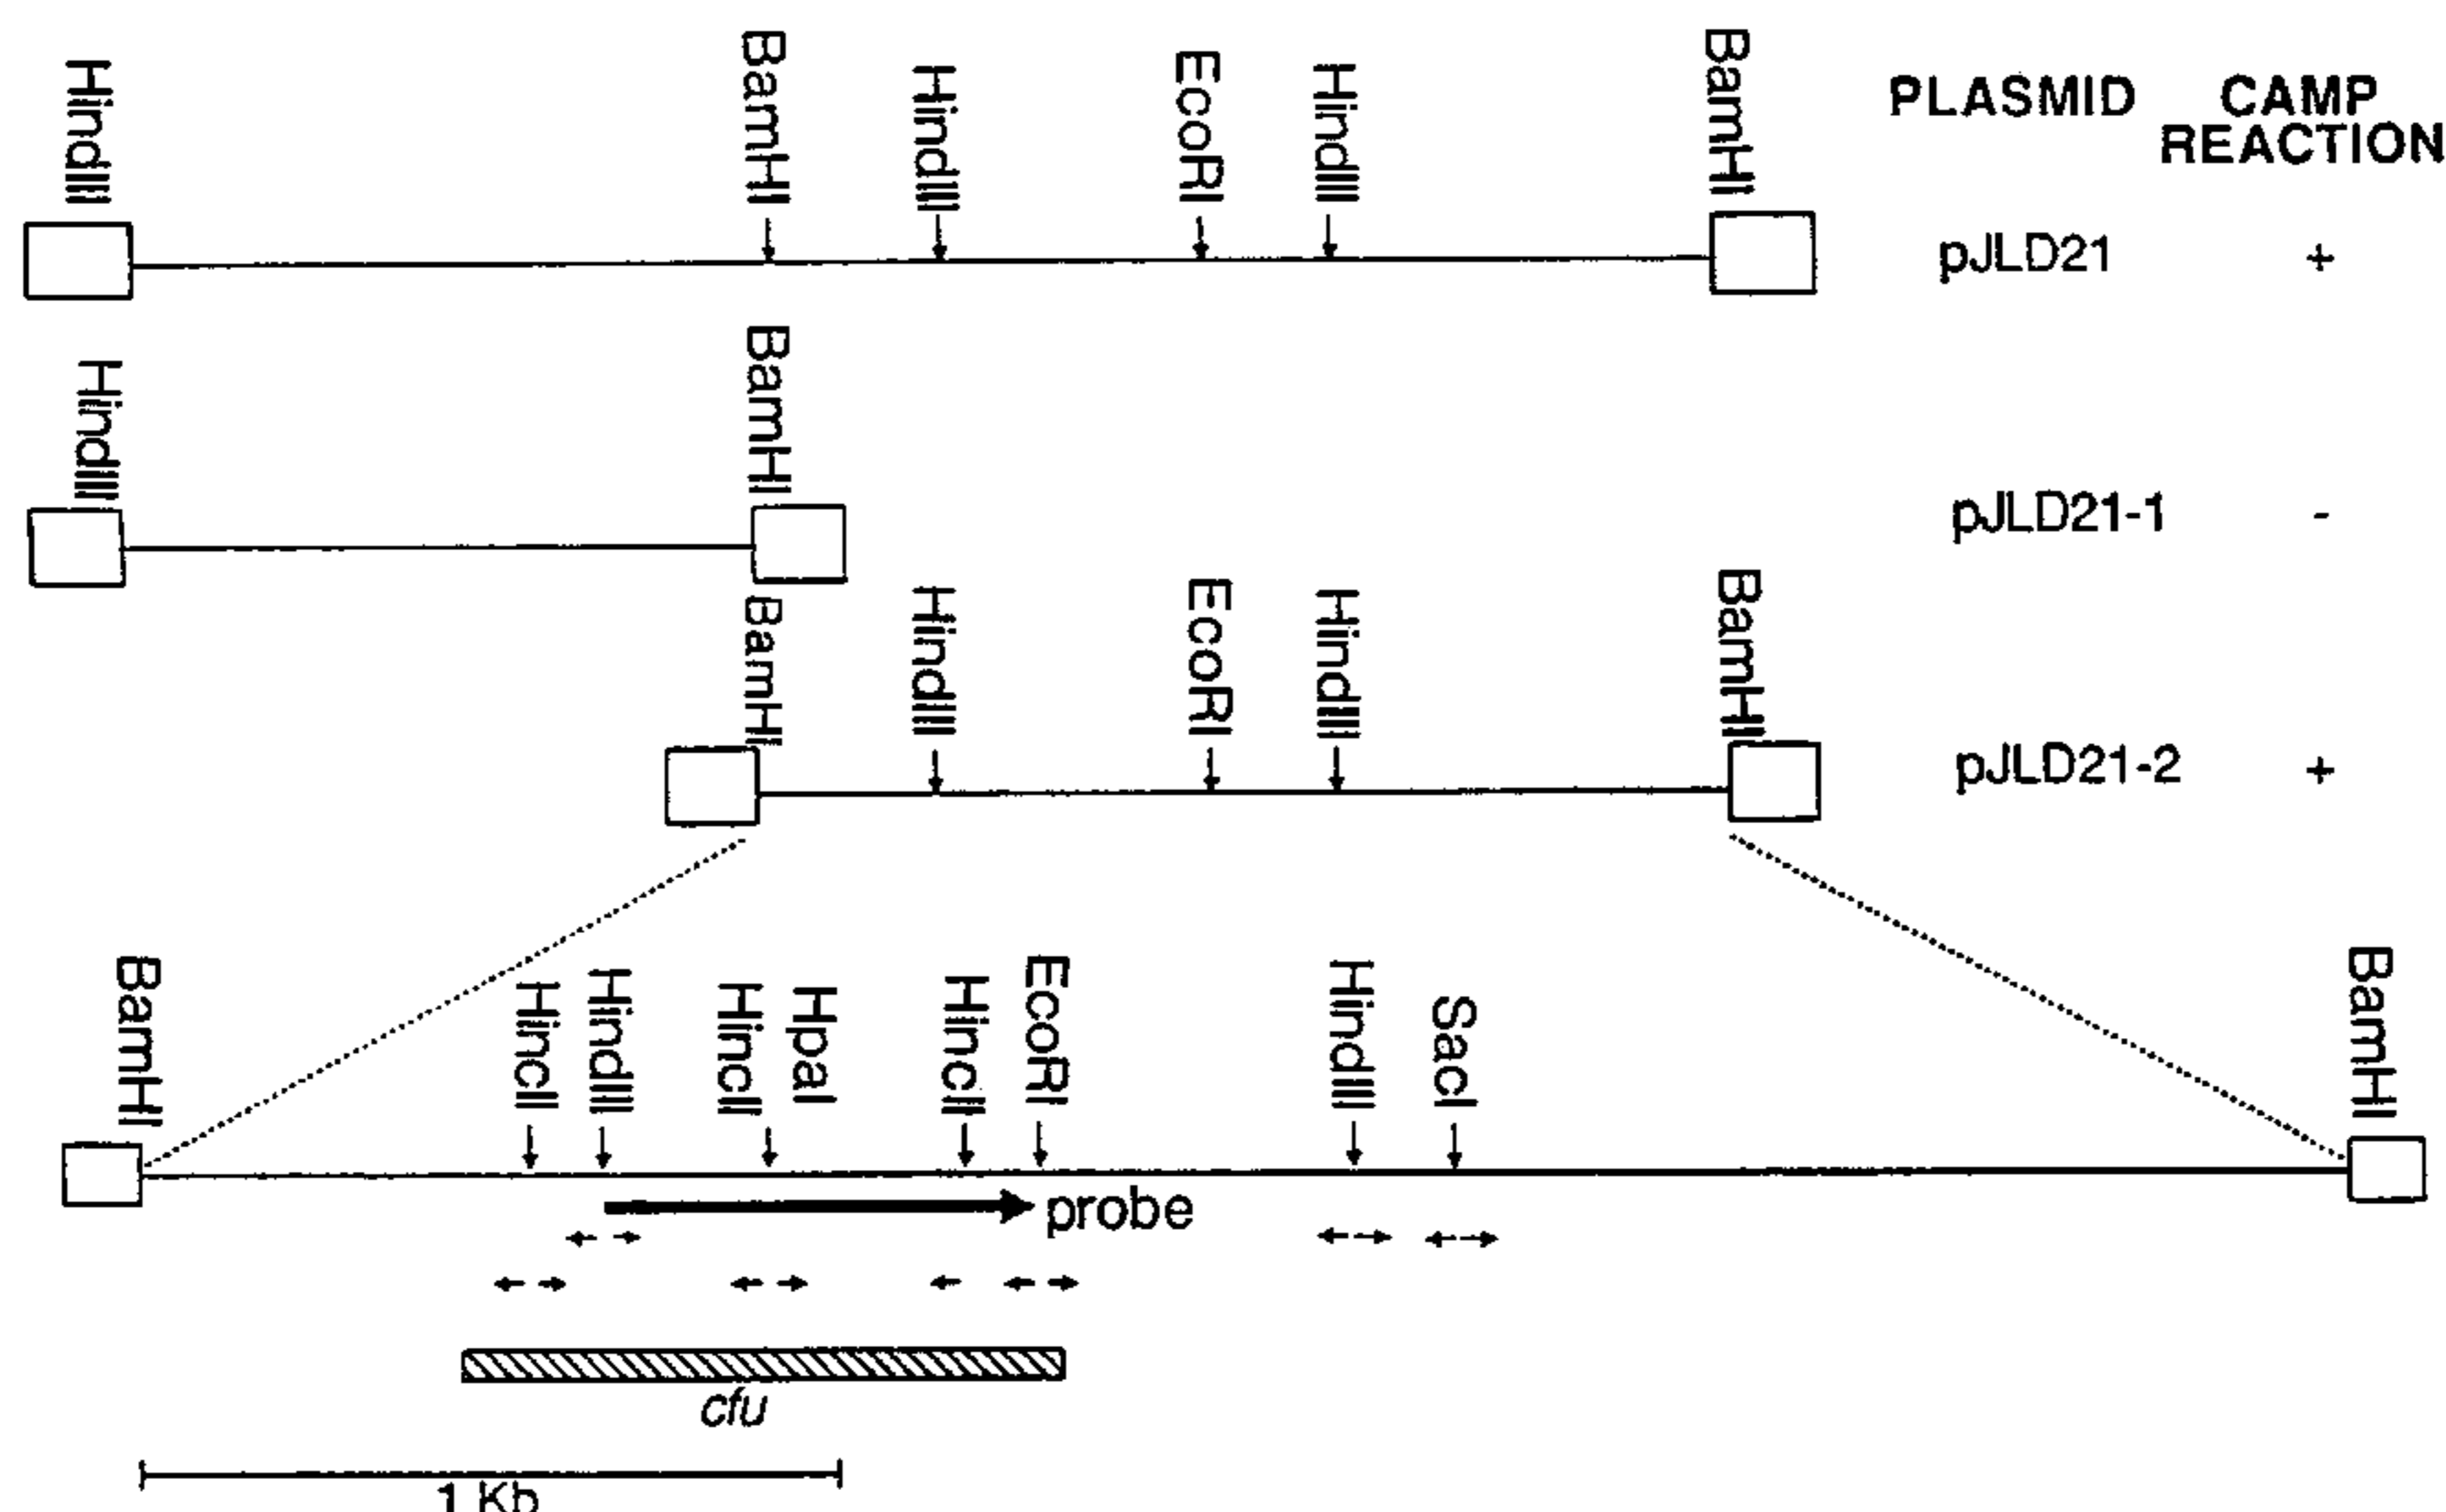 HindIII
BamHI
HindIII
EcoRI
HindIII
BamHI
PLASMID
CAMP
REACTION
pJLD21
+
HindIII
BamHI
pJLD21-1
-
BamHI
HindIII
EcoRI
HindIII
BamHI
pJLD21-2
+
BamHI
HincII
HindIII
HincII
HpaI
HincII
EcoRI
HindIII
SacI
BamHI
probe
cfu
1 Kb